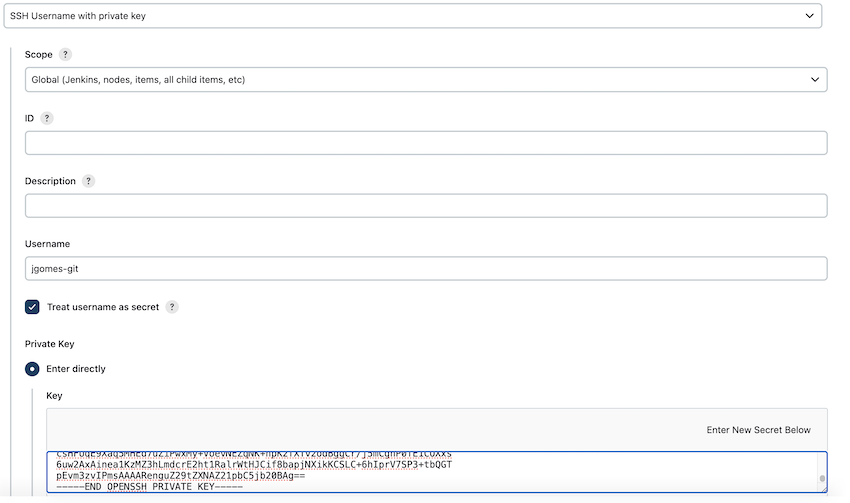 SSH Username with private key
Scope ?
Global (Jenkins, nodes, items, all child items, etc)
ID ?
Description ?
Username
jgomes-git
Treat username as secret ?
Private Key
Enter directly
Key
Enter New Secret Below
6uw2AxAinea1KzMZ3hLmdcrE2ht1RalrWtHJCif8bapjNXikKCSLC+6hIprV7SP3+tbQGT
pEvm3zvIPmsAAAARenguZ29tZXNAZ21pbC5jb20BAg==
-----END OPENSSH PRIVATE KEY-----